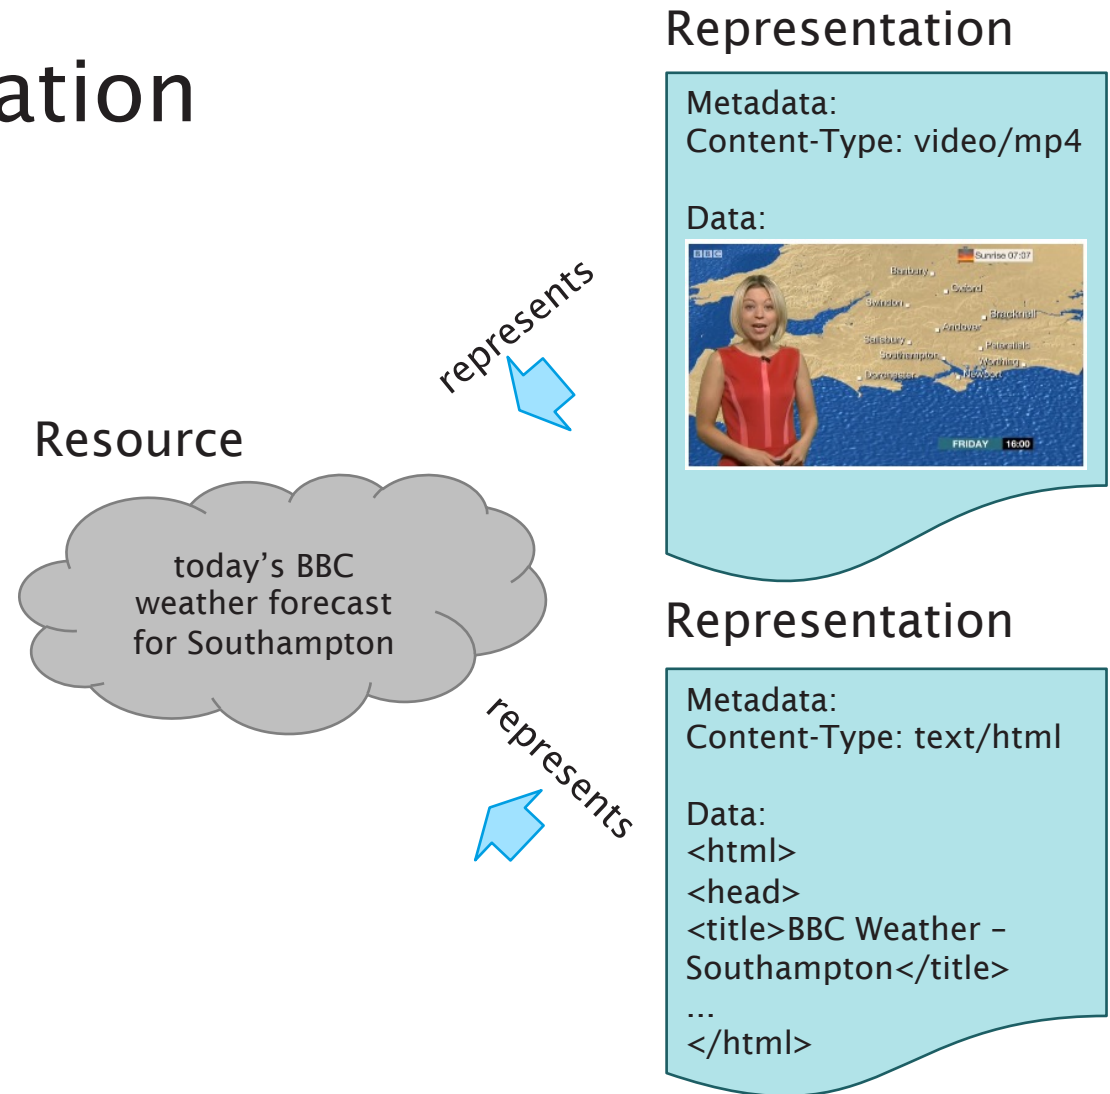 ation
Representation
Metadata:
Content-Type: video/mp4
Data:
BBC
Sunrise 07:07
Banbury
Oxford
Swindon
Bracknell
Andover
Salisbury
Petersfield
Southampton
Worthing
Dorchester
Newport
FRIDAY 16:00
represents
Resource
today’s BBC
weather forecast
for Southampton
represents
Representation
Metadata:
Content-Type: text/html
Data:
<html>
<head>
<title>BBC Weather –
Southampton</title>
...
</html>